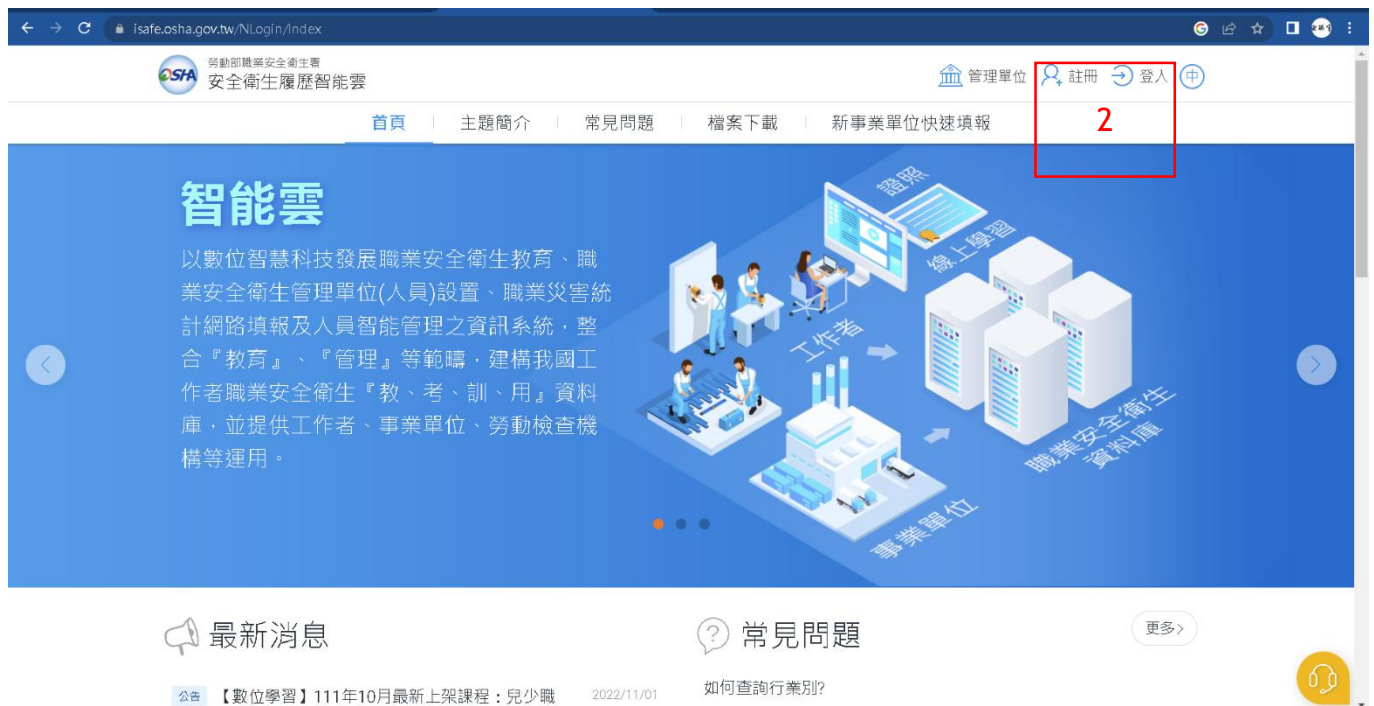 isafe.osha.gov.tw/NLogin/Index
OSHA
勞動部職業安全衛生署
安全衛生履歷智能雲
管理單位 註冊 登入 中
首頁 主題簡介 常見問題 檔案下載 新事業單位快速填報
2
智能雲
以數位智慧科技發展職業安全衛生教育、職
業安全衛生管理單位(人員)設置、職業災害統
計網路填報及人員智能管理之資訊系統，整
合『教育』、『管理』等範疇，建構我國工
作者職業安全衛生『教、考、訓、用』資料
庫，並提供工作者、事業單位、勞動檢查機
構等運用。
證照
線上學習
工作者
職業安全衛生
資料庫
事業單位
最新消息
常見問題
更多>
公告 【數位學習】111年10月最新上架課程：兒少職 2022/11/01
如何查詢行業別?